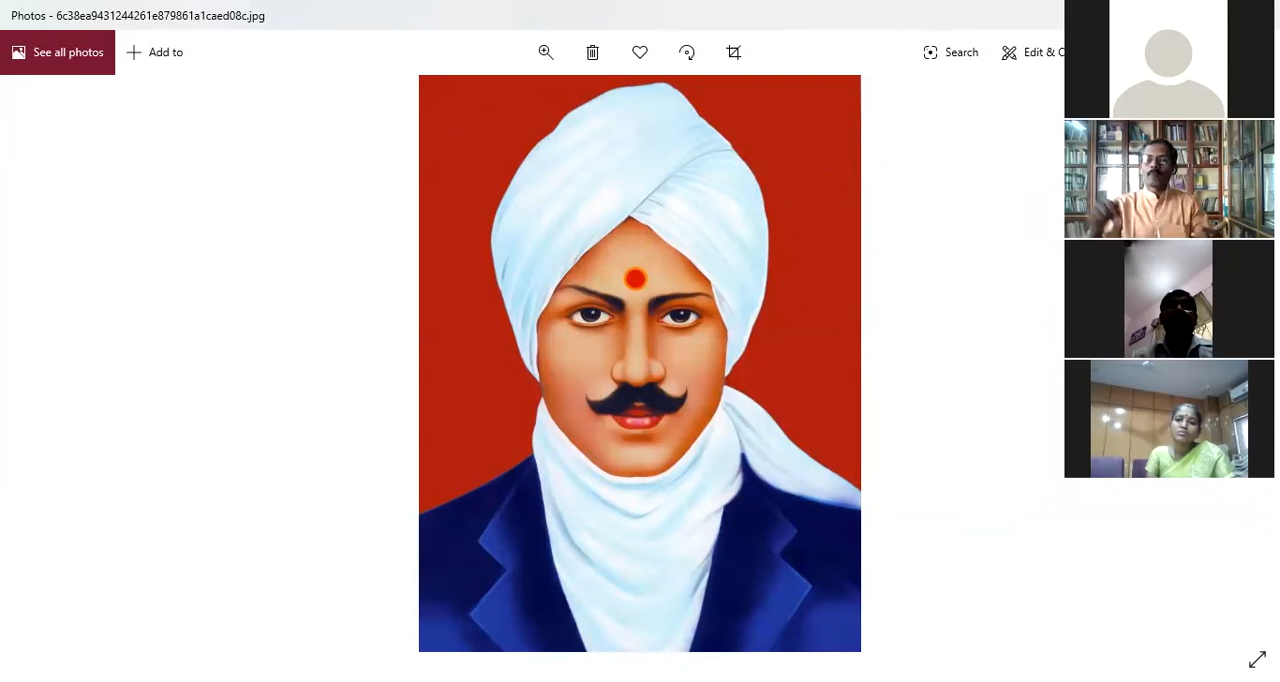 Photos - 6c38ea9431244261e879861a1caed08c.jpg
See all photos
Add to
Search
Edit & C